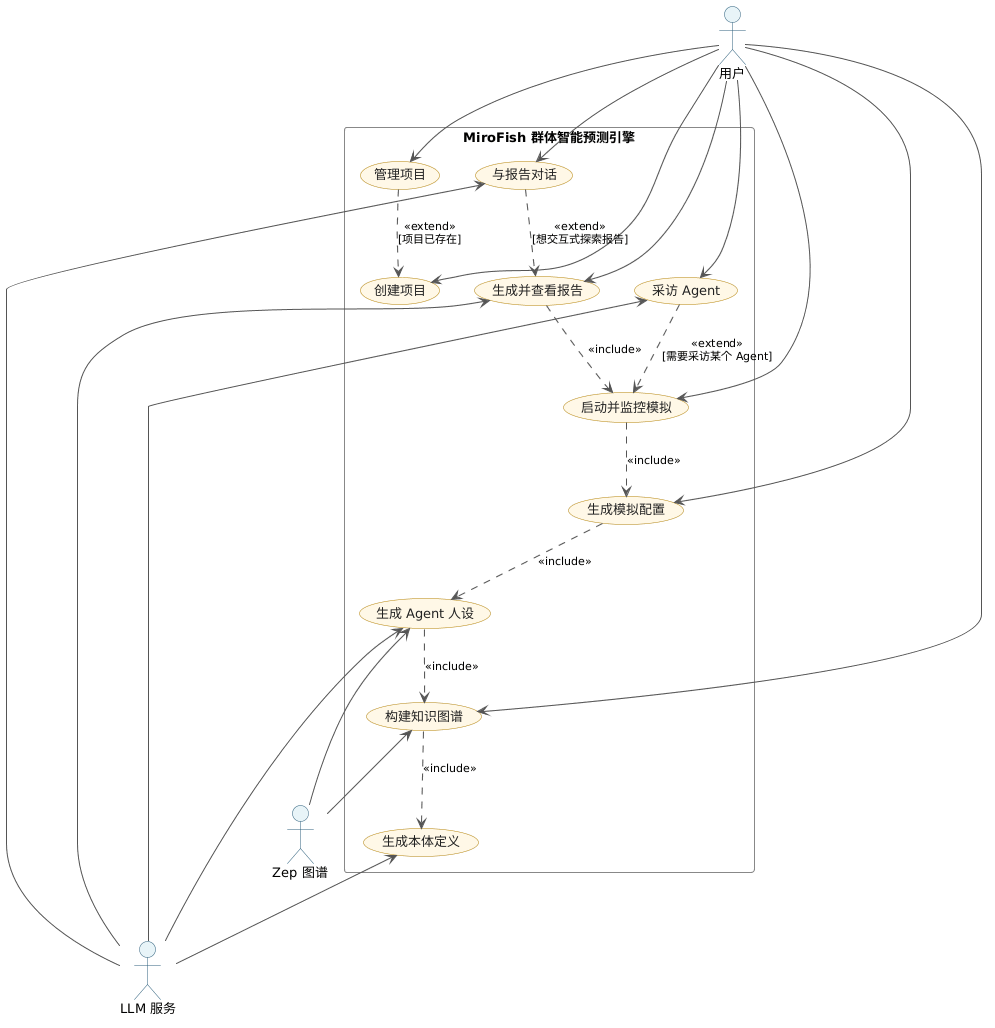 用户
MiroFish 群体智能预测引擎
管理项目
与报告对话
«extend»
[项目已存在]
«extend»
[想交互式探索报告]
创建项目
生成并查看报告
采访 Agent
«include»
«extend»
[需要采访某个 Agent]
启动并监控模拟
«include»
生成模拟配置
«include»
生成 Agent 人设
«include»
构建知识图谱
«include»
生成本体定义
Zep 图谱
LLM 服务